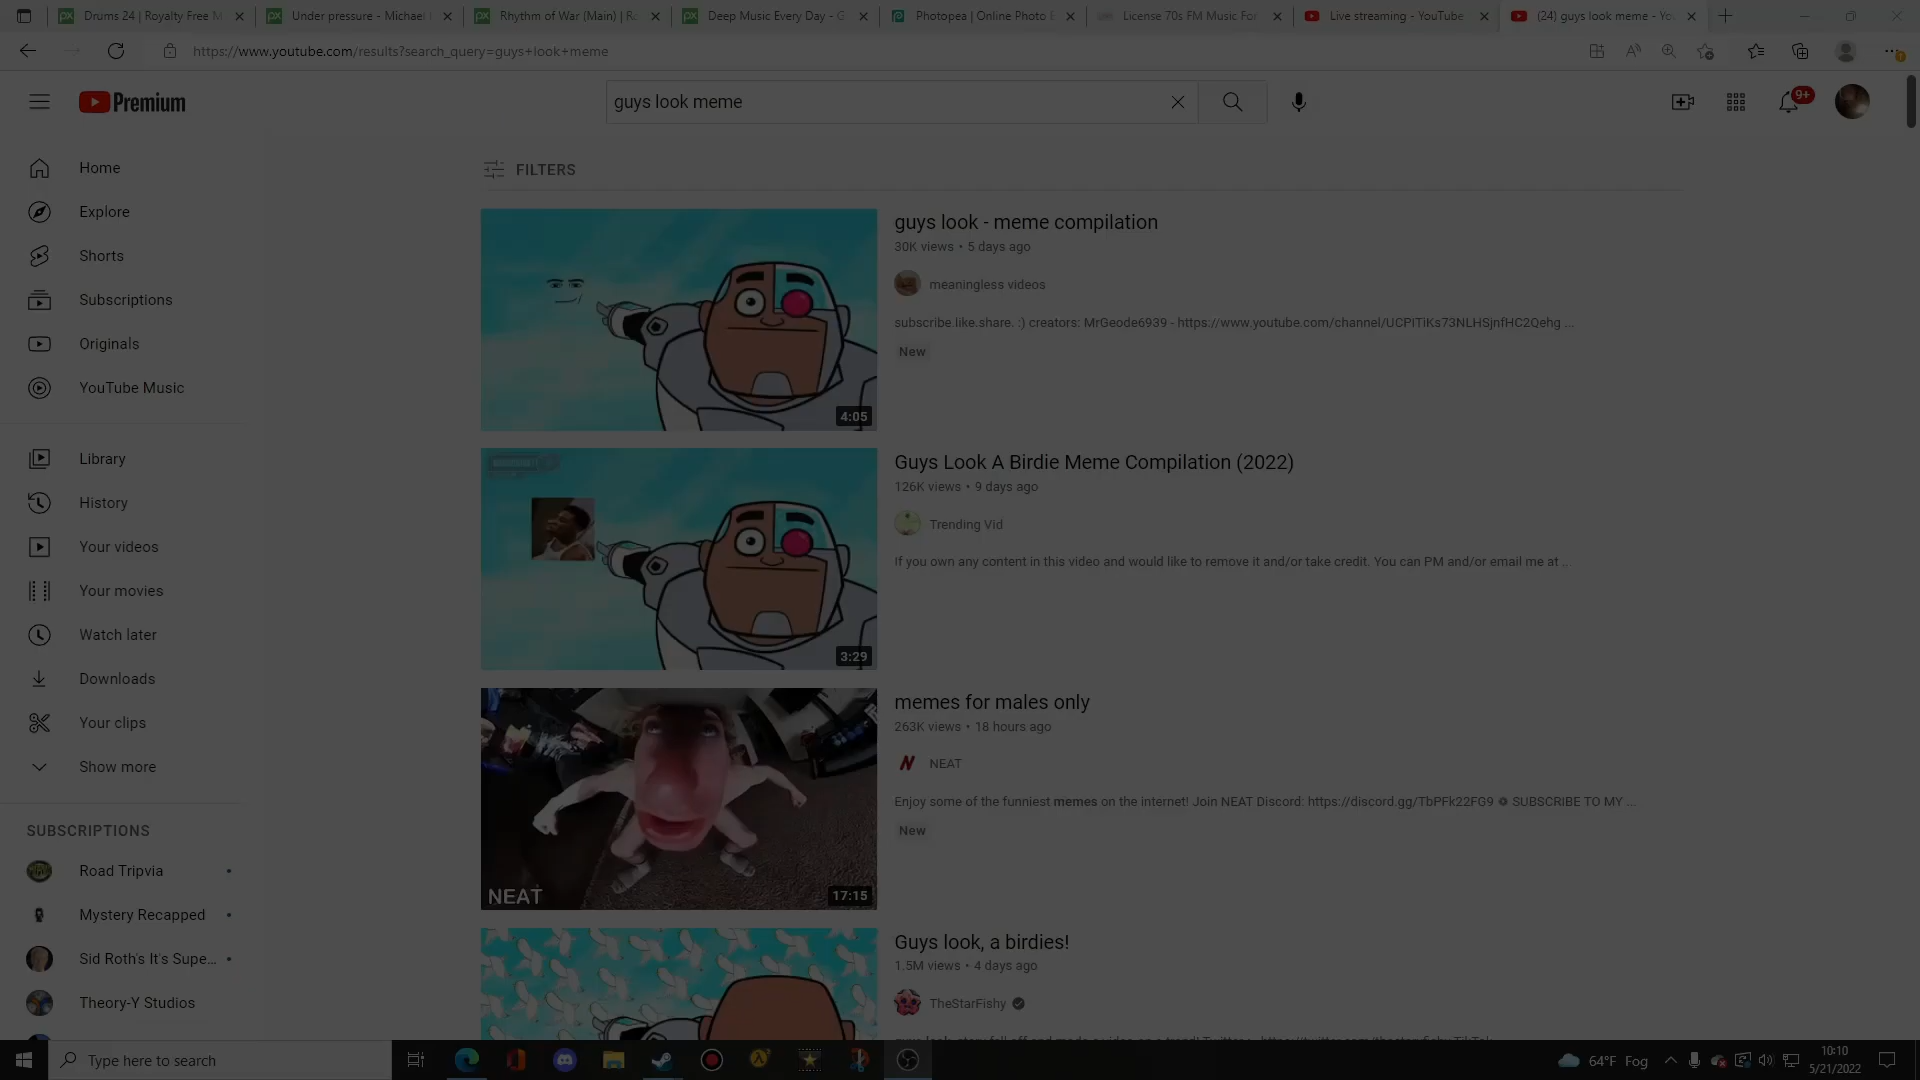 Drums 24 | Royalty Free M
Under pressure - Michael
Rhythm of War (Main) | Ro
Deep Music Every Day - G
Photopea | Online Photo E
License 70s FM Music For
Live streaming - YouTube
(24) guys look meme - Yo
https://www.youtube.com/results?search_query=guys+look+meme
Premium
guys look meme
9+
Home
Explore
Shorts
Subscriptions
Originals
YouTube Music
Library
History
Your videos
Your movies
Watch later
Downloads
Your clips
Show more
SUBSCRIPTIONS
Road Tripvia
Mystery Recapped
Sid Roth's It's Supe...
Theory-Y Studios
FILTERS
4:05
guys look - meme compilation
30K views • 5 days ago
meaningless videos
subscribe.like.share. :) creators: MrGeode6939 - https://www.youtube.com/channel/UCPITiKs73NLHSjnfHC2Qehg ...
New
3:29
Guys Look A Birdie Meme Compilation (2022)
126K views • 9 days ago
Trending Vid
If you own any content in this video and would like to remove it and/or take credit. You can PM and/or email me at ...
NEAT
17:15
memes for males only
263K views • 18 hours ago
NEAT
Enjoy some of the funniest memes on the internet! Join NEAT Discord: https://discord.gg/TbPFk22FG9 SUBSCRIBE TO MY ...
New
Guys look, a birdies!
1.5M views • 4 days ago
TheStarFishy
Type here to search
64°F Fog
10:10
5/21/2022